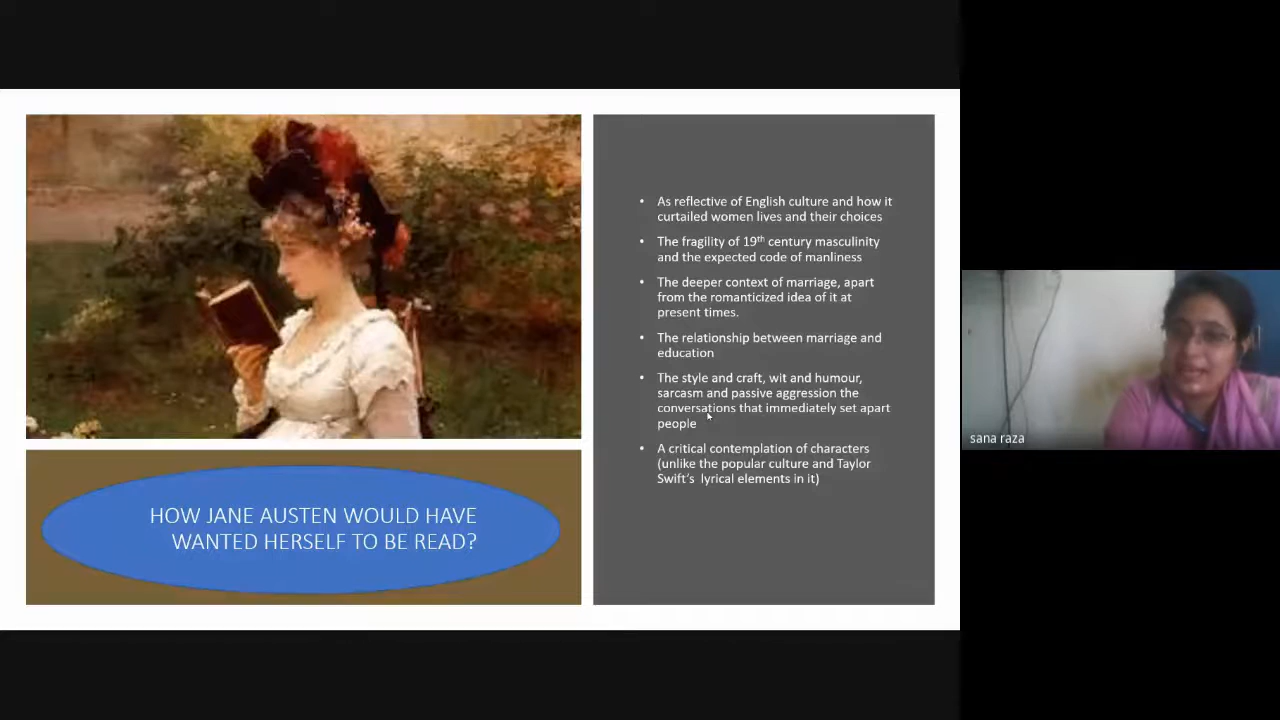 HOW JANE AUSTEN WOULD HAVE
WANTED HERSELF TO BE READ?
• As reflective of English culture and how it
curtailed women lives and their choices
• The fragility of 19th century masculinity
and the expected code of manliness
• The deeper context of marriage, apart
from the romanticized idea of it at
present times.
• The relationship between marriage and
education
• The style and craft, wit and humour,
sarcasm and passive aggression the
conversations that immediately set apart
people
• A critical contemplation of characters
(unlike the popular culture and Taylor
Swift's lyrical elements in it)
sana raza